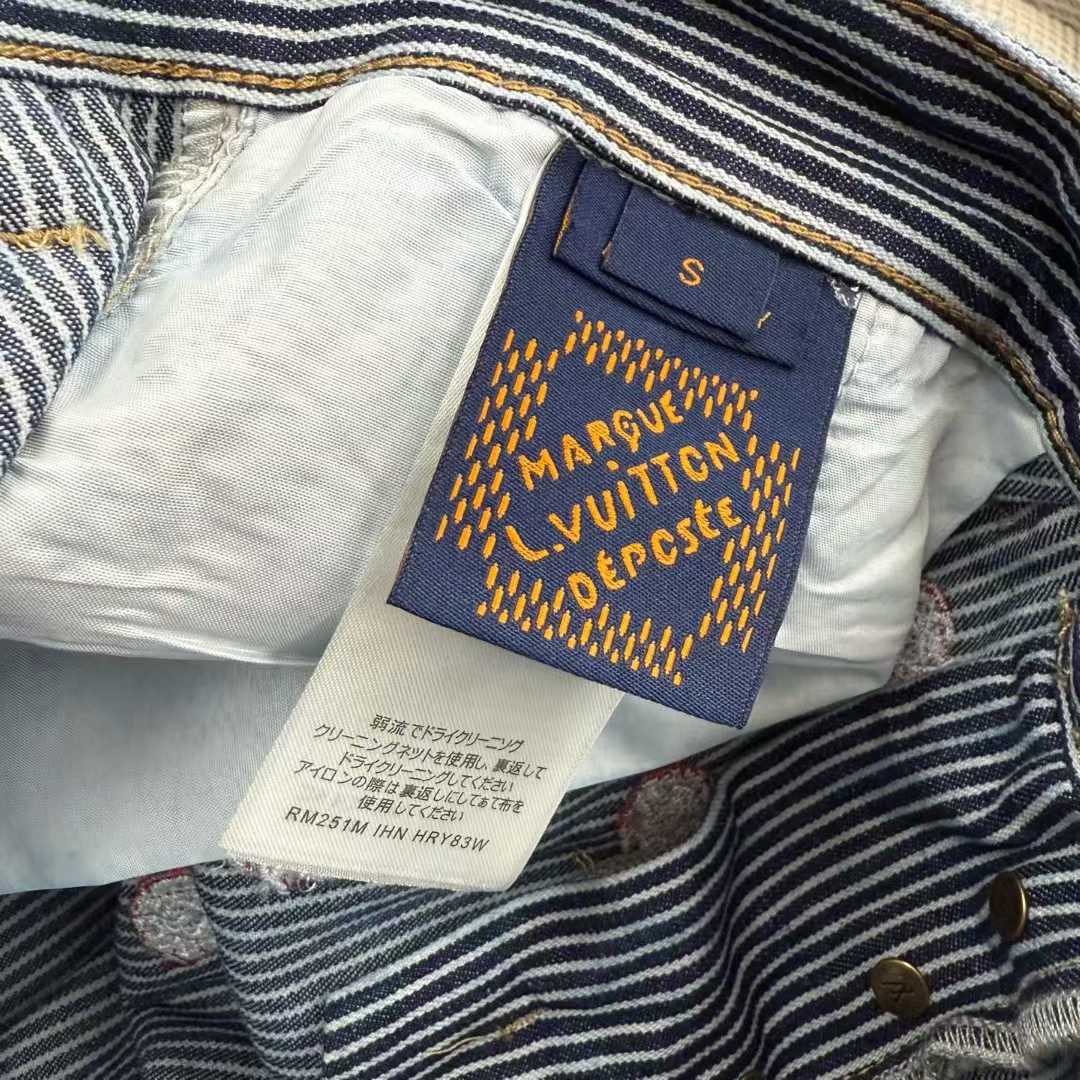 S
MARQUE
L.VUITTON
DÉPOSÉE
弱流でドライクリーニング
クリーニングネットを使用し、裏返して
ドライクリーニングしてください
アイロンの際は裏返しにしてあて布を
使用してください
RM251M IHN HRY83W